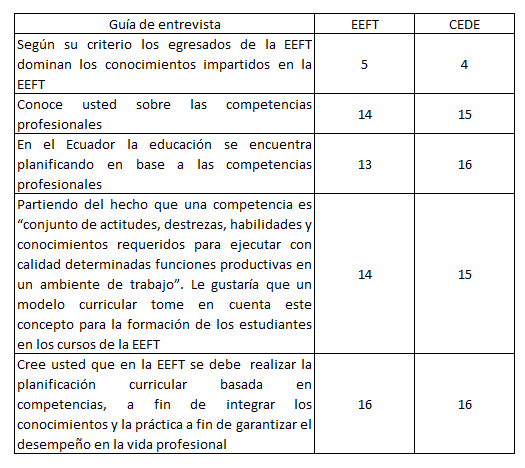 Guía de entrevista EEFT CEDE
Según su criterio los egresados de la EEFT
dominan los conocimientos impartidos en la
EEFT
5 4
Conoce usted sobre las competencias
profesionales
14 15
En el Ecuador la educación se encuentra
planificando en base a las competencias
profesionales
13 16
Partiendo del hecho que una competencia es
“conjunto de actitudes, destrezas, habilidades y
conocimientos requeridos para ejecutar con
calidad determinadas funciones productivas en
un ambiente de trabajo”. Le gustaría que un
modelo curricular tome en cuenta este
concepto para la formación de los estudiantes
en los cursos de la EEFT
14 15
Cree usted que en la EEFT se debe realizar la
planificación curricular basada en
competencias, a fin de integrar los
conocimientos y la práctica a fin de garantizar el
desempeño en la vida profesional
16 16